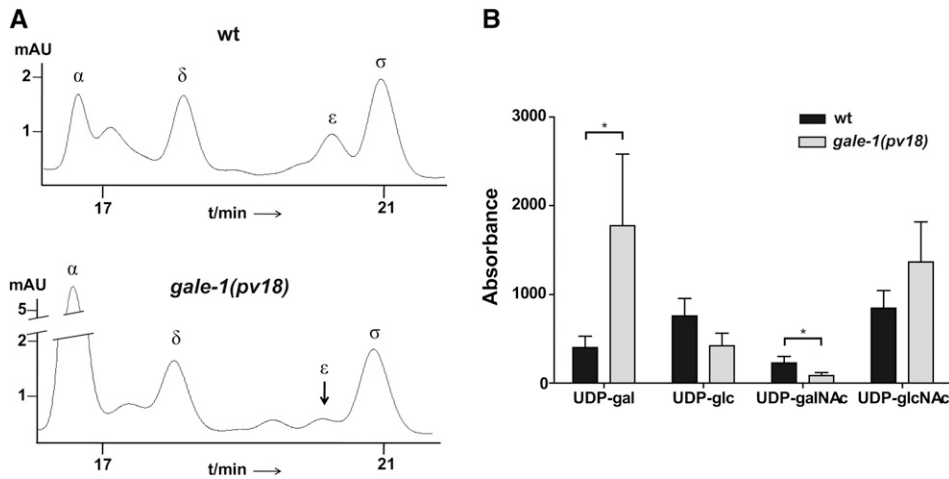 A
wt
mAU
2
1
α
δ
ε
σ
17
21
t/min
gale-1(pv18)
mAU
5
2
1
α
δ
ε
σ
17
21
t/min
B
wt
gale-1(pv18)
Absorbance
3000
2000
1000
0
*
*
UDP-gal
UDP-glc
UDP-galNAc
UDP-glcNAc